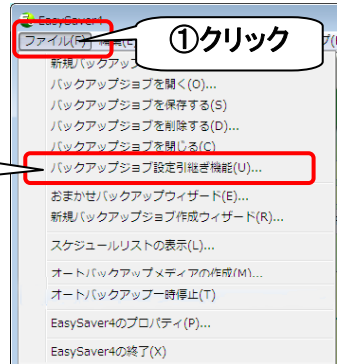 EasySaver4
ファイル(F)
①クリック
新規バックアップ
バックアップジョブを開く(O)...
バックアップジョブを保存する(S)
バックアップジョブを削除する(D)...
バックアップジョブを閉じる(C)
バックアップジョブ設定引継ぎ機能(U)...
おまかせバックアップウィザード(E)...
新規バックアップジョブ作成ウィザード(R)...
スケジュールリストの表示(L)...
オートバックアップメディアの作成(M)...
オートバックアップ一時停止(T)
EasySaver4のプロパティ(P)...
EasySaver4の終了(X)